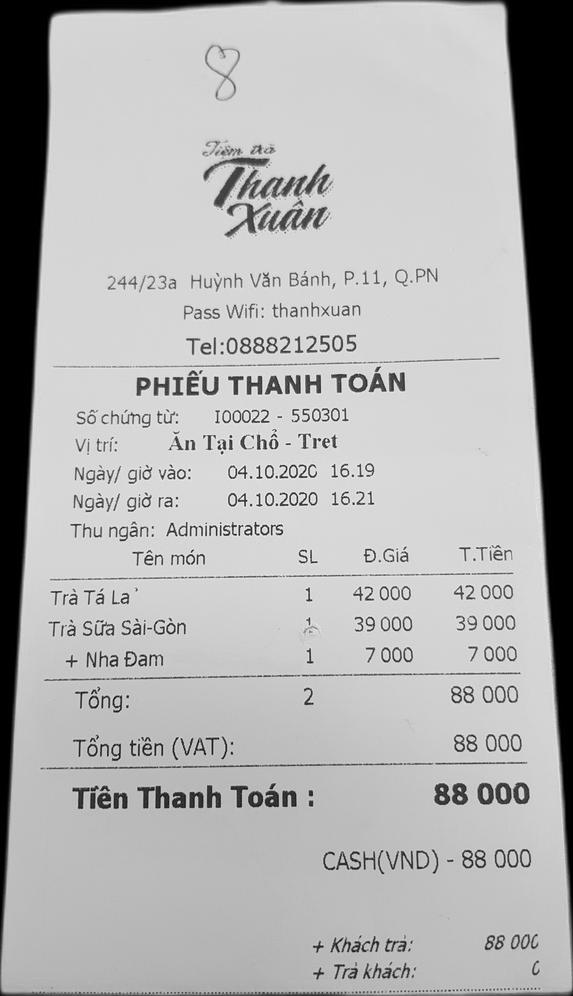 8
Tiệm trà
Thanh
Xuân
244/23a Huỳnh Văn Bánh, P.11, Q.PN
Pass Wifi: thanhxuan
Tel:0888212505
PHIẾU THANH TOÁN
Số chứng từ: I00022 - 550301
Vị trí: Ăn Tại Chổ - Tret
Ngày/ giờ vào: 04.10.2020 16.19
Ngày/ giờ ra: 04.10.2020 16.21
Thu ngân: Administrators
Tên món SL Đ.Giá T.Tiền
Trà Tá Lả 1 42 000 42 000
Trà Sữa Sài-Gòn 1 39 000 39 000
+ Nha Đam 1 7 000 7 000
Tổng: 2 88 000
Tổng tiền (VAT): 88 000
Tiền Thanh Toán : 88 000
CASH(VND) - 88 000
+ Khách trả: 88 000
+ Trả khách: 0